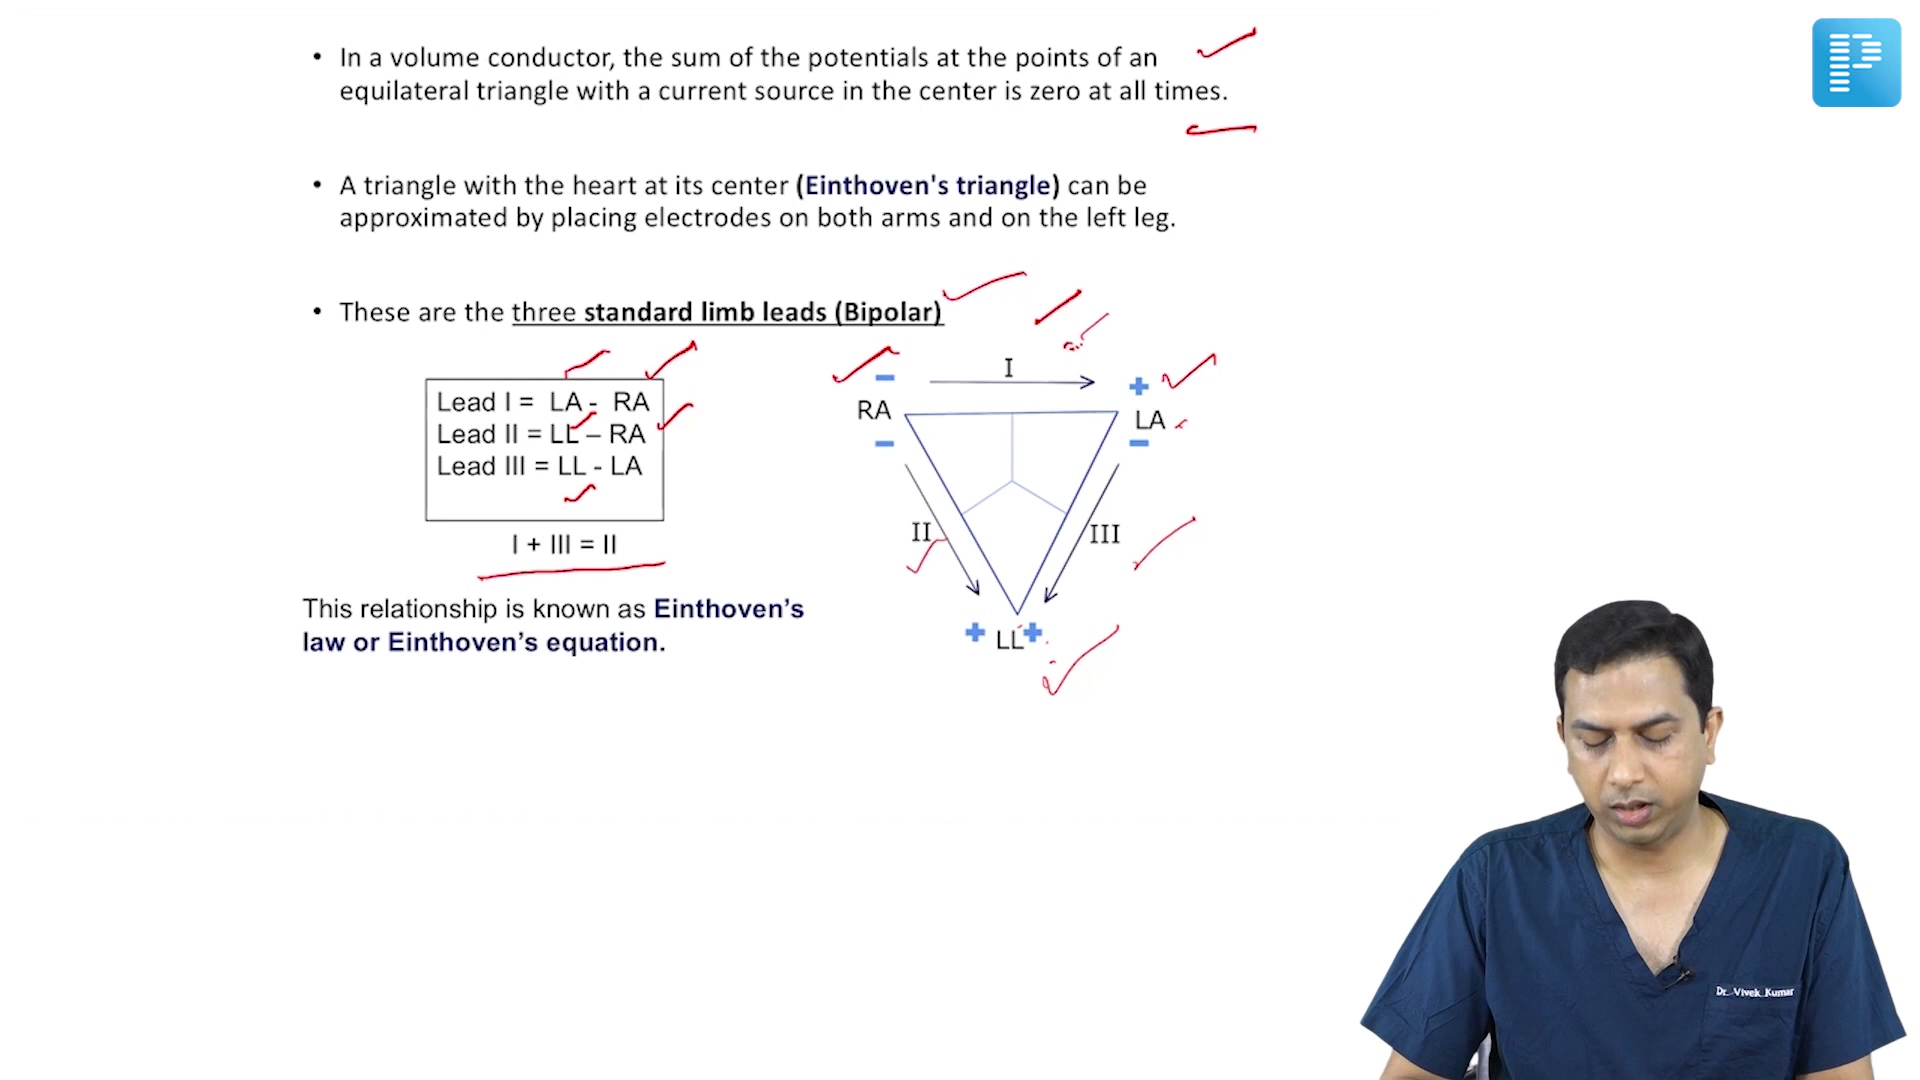 • In a volume conductor, the sum of the potentials at the points of an
equilateral triangle with a current source in the center is zero at all times.
• A triangle with the heart at its center (Einthoven's triangle) can be
approximated by placing electrodes on both arms and on the left leg.
• These are the three standard limb leads (Bipolar)
Lead I = LA - RA
Lead II = LL – RA
Lead III = LL - LA
I + III = II
This relationship is known as Einthoven’s
law or Einthoven’s equation.
I
RA
LA
II
III
LL
Dr. Vivek Kumar